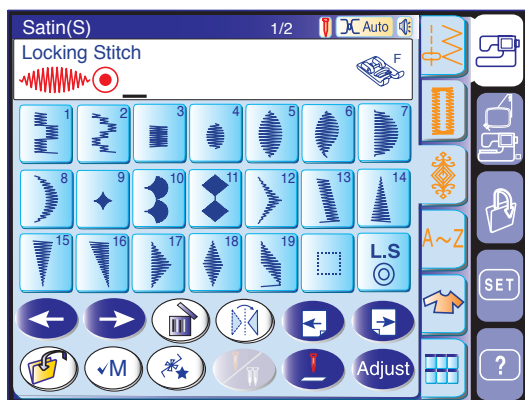 Satin(S) 1/2 Auto
Locking Stitch F
1 2 3 4 5 6 7
8 9 10 11 12 13 14
15 16 17 18 19 L.S
A~Z
SET
✓M Adjust ?